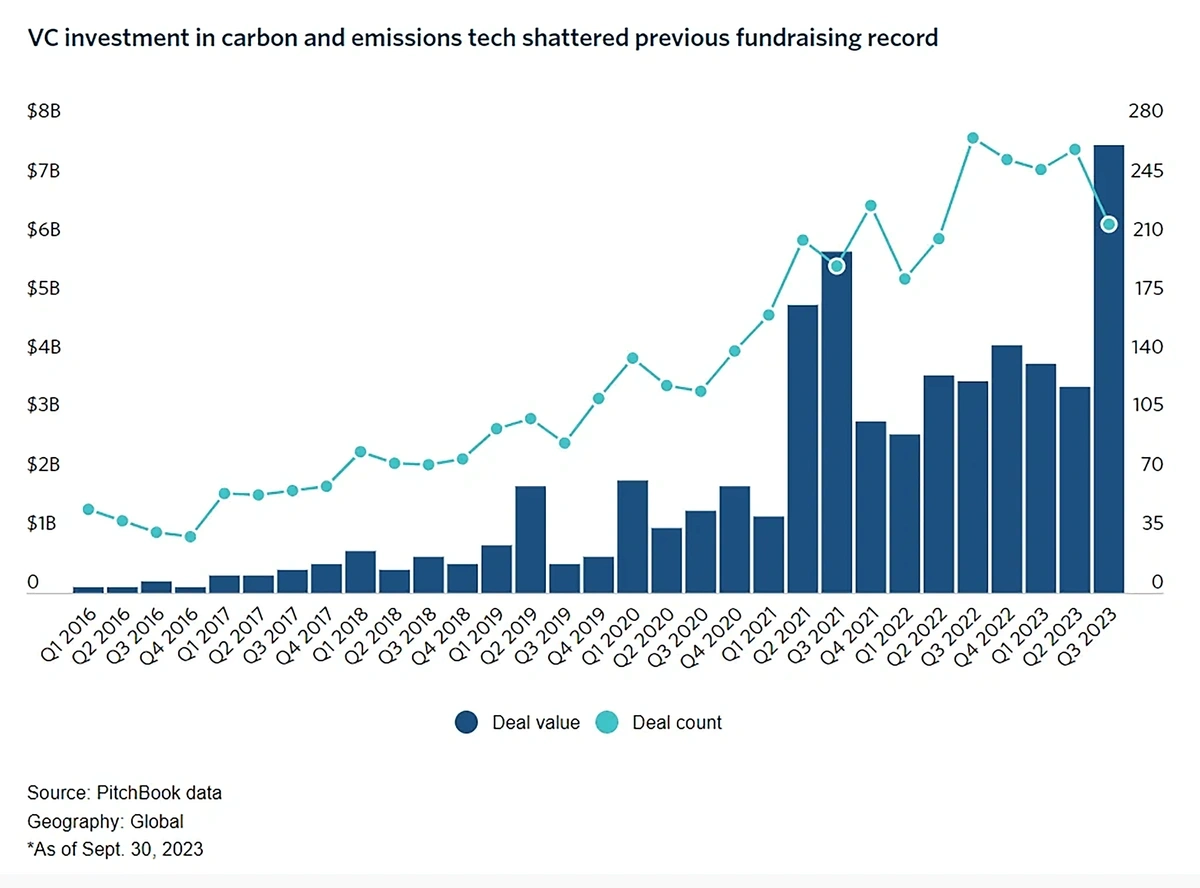 VC investment in carbon and emissions tech shattered previous fundraising record
$8B
$7B
$6B
$5B
$4B
$3B
$2B
$1B
0
280
245
210
175
140
105
70
35
0
Q1 2016
Q2 2016
Q3 2016
Q4 2016
Q1 2017
Q2 2017
Q3 2017
Q4 2017
Q1 2018
Q2 2018
Q3 2018
Q4 2018
Q1 2019
Q2 2019
Q3 2019
Q4 2019
Q1 2020
Q2 2020
Q3 2020
Q4 2020
Q1 2021
Q2 2021
Q3 2021
Q4 2021
Q1 2022
Q2 2022
Q3 2022
Q4 2022
Q1 2023
Q2 2023
Q3 2023
Deal value
Deal count
Source: PitchBook data
Geography: Global
*As of Sept. 30, 2023